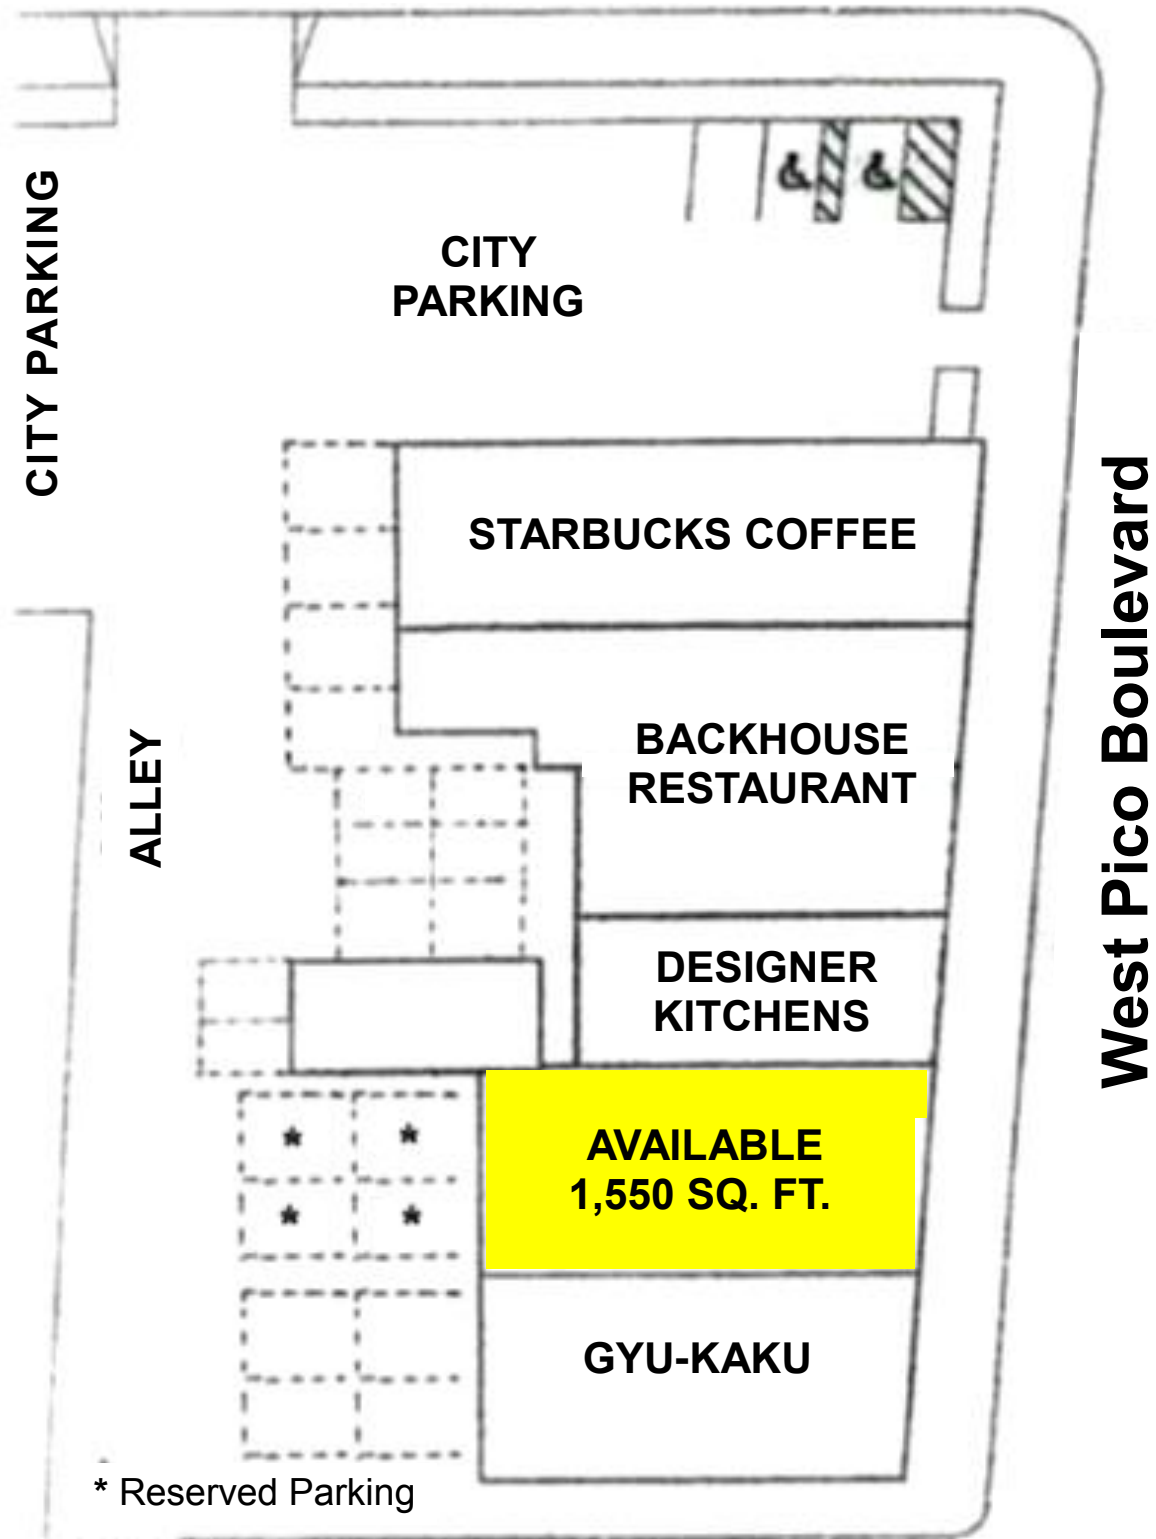 CITY PARKING
CITY
PARKING
STARBUCKS COFFEE
BACKHOUSE
RESTAURANT
ALLEY
West Pico Boulevard
DESIGNER
KITCHENS
* *
AVAILABLE
1,550 SQ. FT.
* *
GYU-KAKU
* Reserved Parking